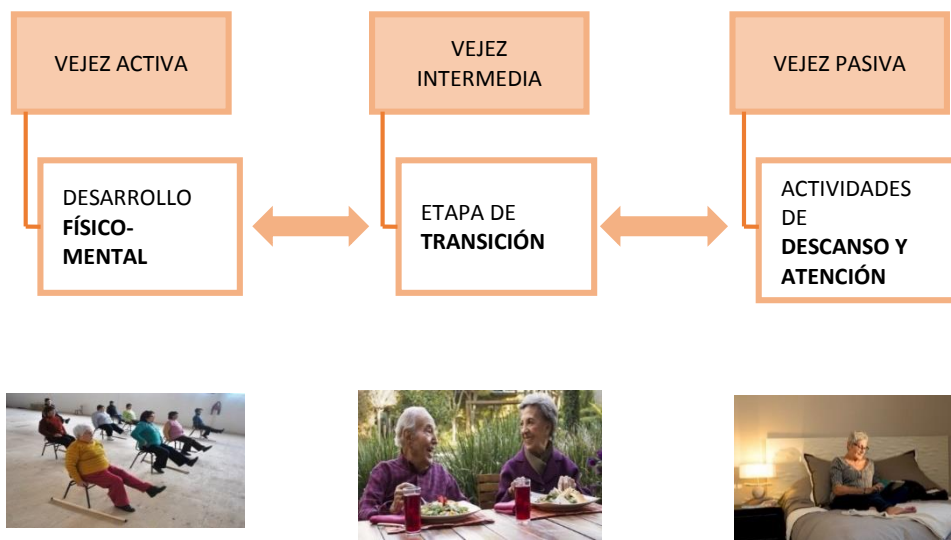 VEJEZ ACTIVA
VEJEZ
INTERMEDIA
VEJEZ PASIVA
DESARROLLO
FÍSICO-
MENTAL
ETAPA DE
TRANSICIÓN
ACTIVIDADES
DE
DESCANSO Y
ATENCIÓN